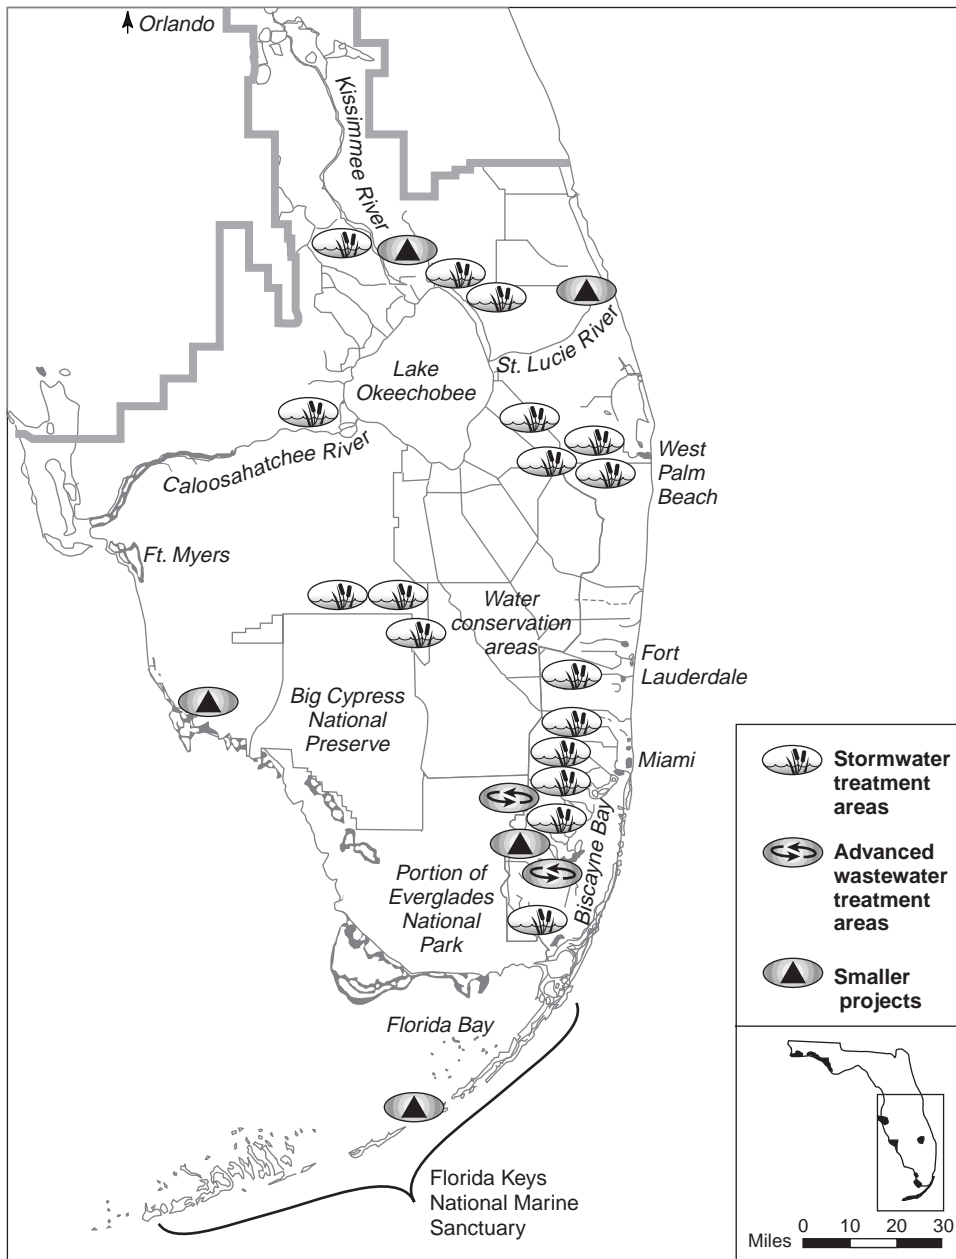 Orlando
Kissimmee River
St. Lucie River
Lake
Okeechobee
Caloosahatchee River
West
Palm
Beach
Ft. Myers
Water
conservation
areas
Fort
Lauderdale
Big Cypress
National
Preserve
Miami
Biscayne Bay
Portion of
Everglades
National
Park
Florida Bay
Florida Keys
National Marine
Sanctuary
Stormwater
treatment
areas
Advanced
wastewater
treatment
areas
Smaller
projects
0 10 20 30
Miles